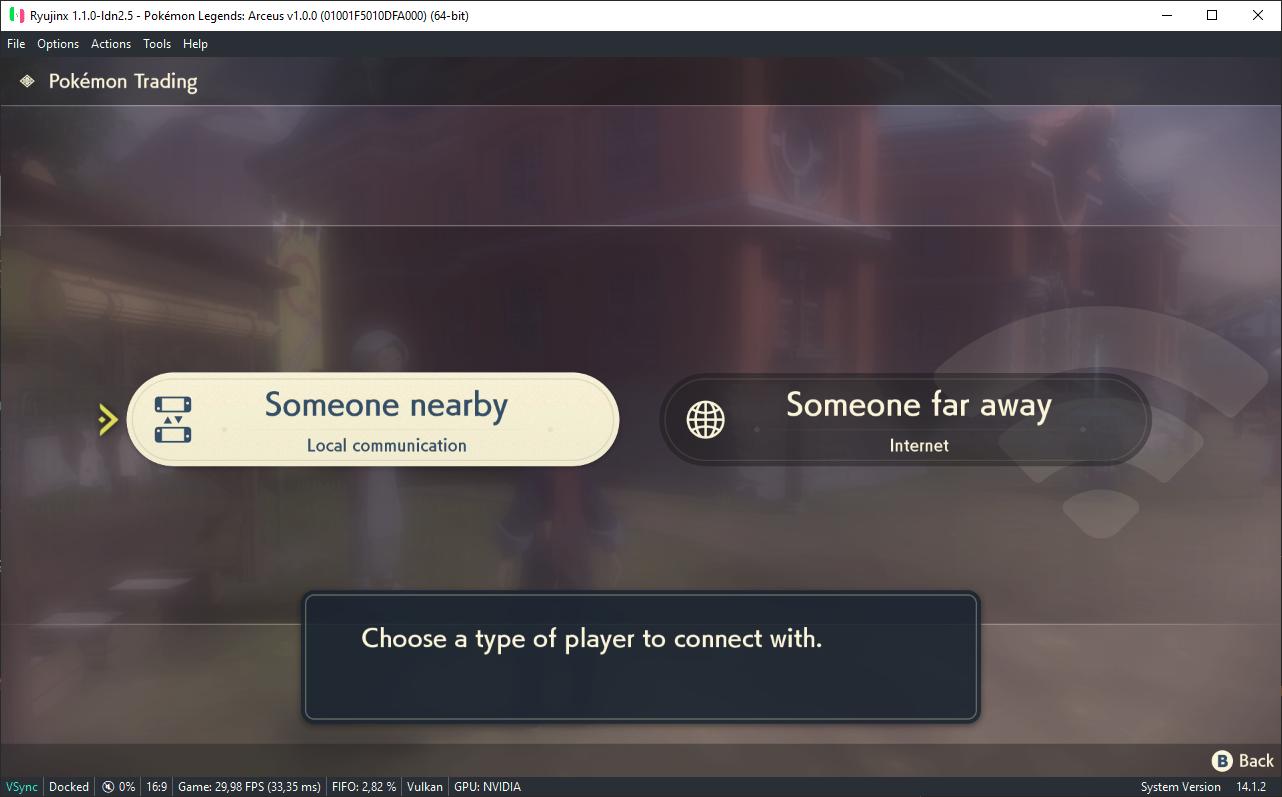 Ryujinx 1.1.0-ldn2.5 - Pokémon Legends: Arceus v1.0.0 (01001F5010DFA000) (64-bit)
File Options Actions Tools Help
Pokémon Trading
Someone nearby
Local communication
Someone far away
Internet
Choose a type of player to connect with.
B Back
VSync Docked 0% 16:9 Game: 29,98 FPS (33,35 ms) FIFO: 2,82 % Vulkan GPU: NVIDIA System Version 14.1.2